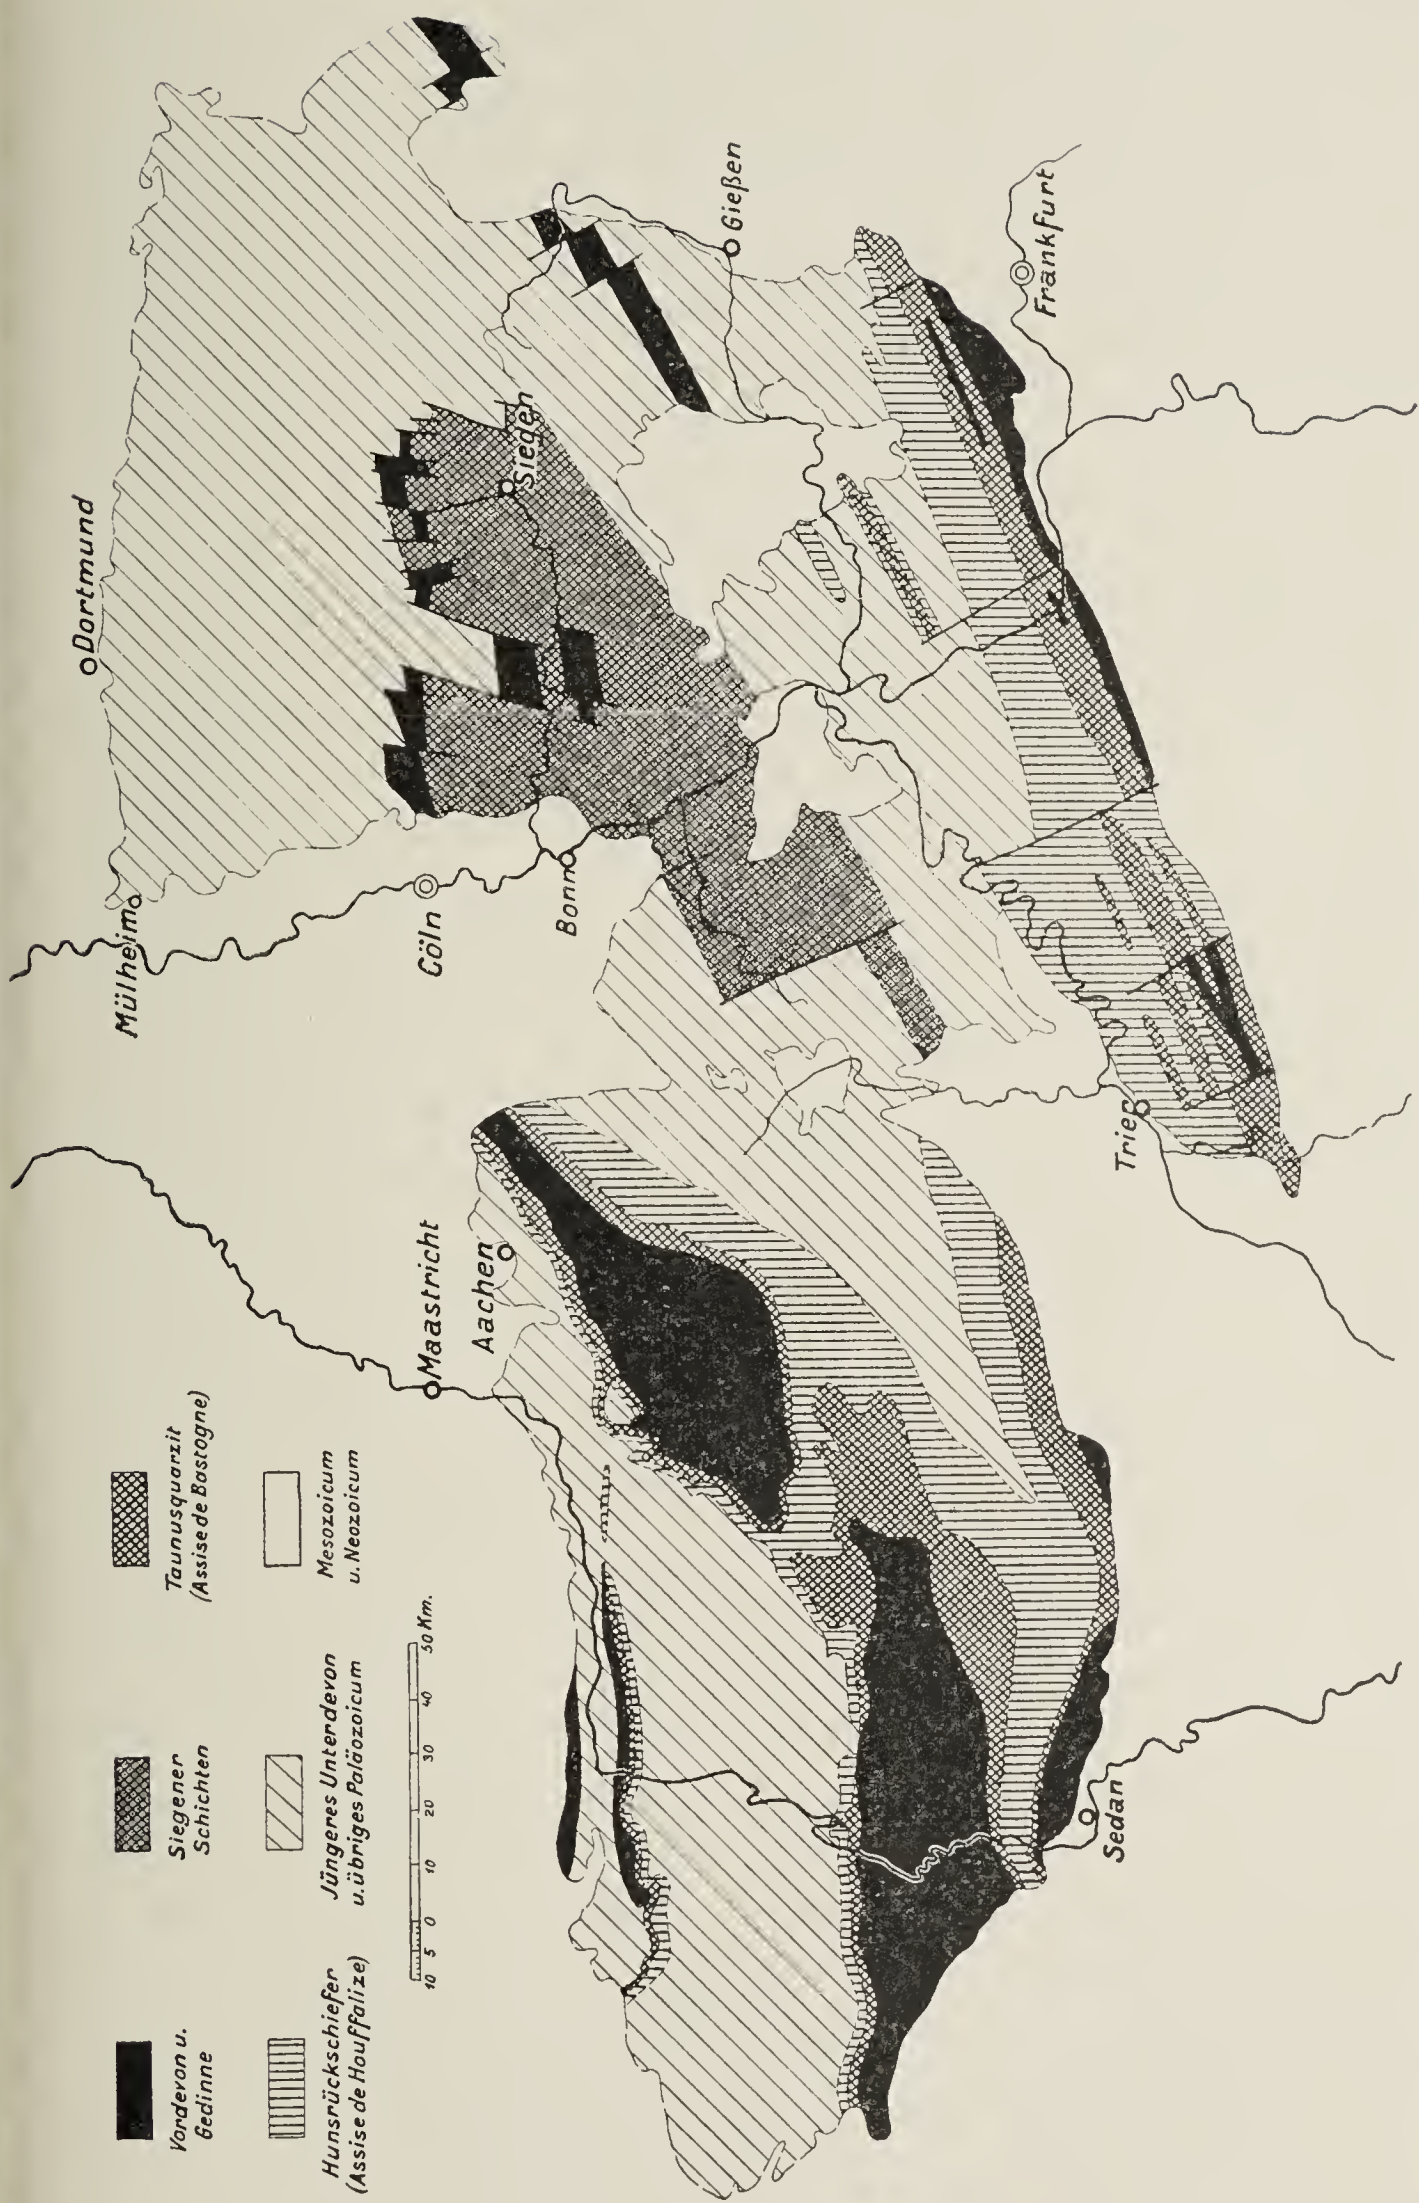 Vordevon u.
Gedinne
Siegener
Schichten
Taunusquarzit
(Assise de Bastogne)
Hunsrückschiefer
(Assise de Houffalize)
Jüngeres Unterdevon
u. übriges Paläozoicum
Mesozoicum
u. Neozoicum
10 5 0 10 20 30 40 50 Km.
Mülheim
Dortmund
Cöln
Maastricht
Aachen
Bonn
Siegen
Gießen
Frankfurt
Trier
Sedan